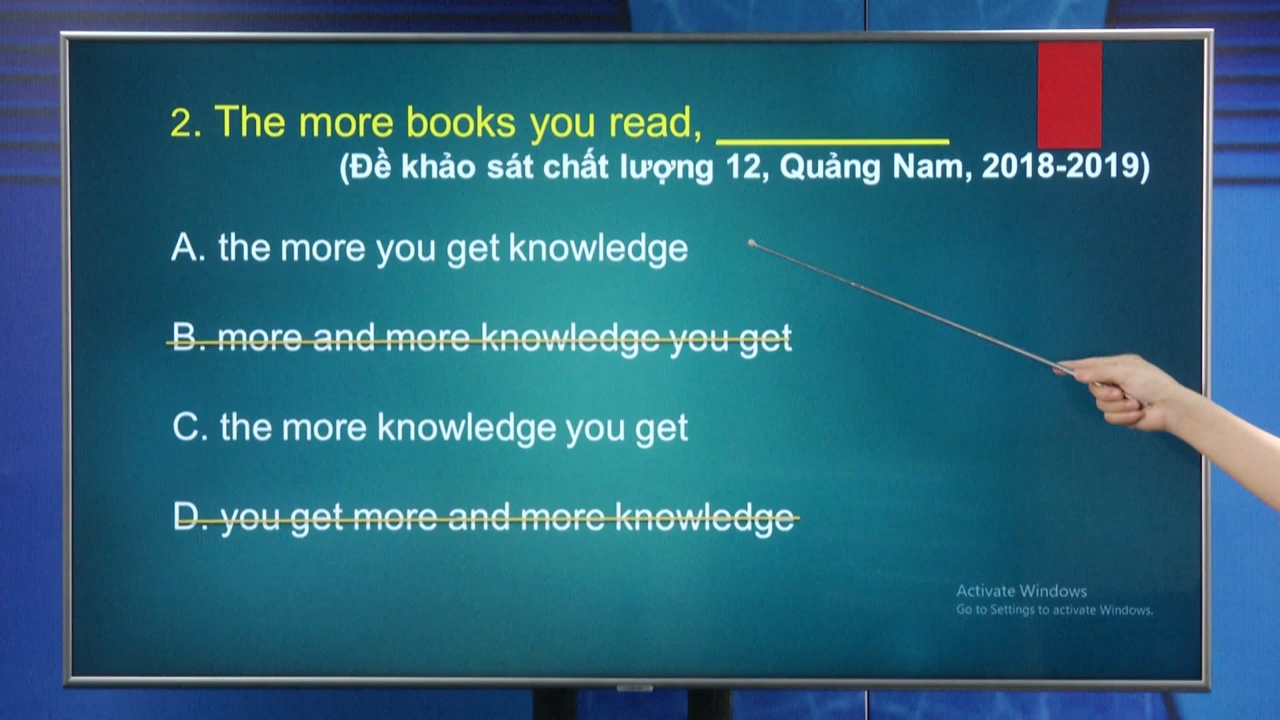 2. The more books you read, __________
(Đề khảo sát chất lượng 12, Quảng Nam, 2018-2019)
A. the more you get knowledge
B. more and more knowledge you get
C. the more knowledge you get
D. you get more and more knowledge
Activate Windows
Go to Settings to activate Windows.